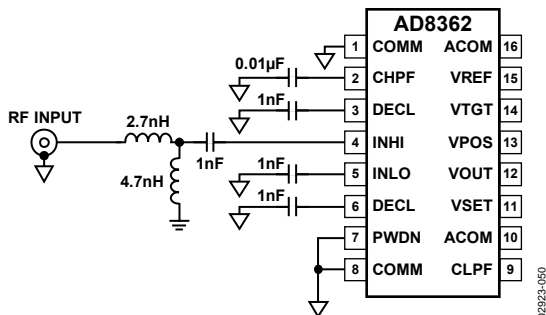 AD8362
1 COMM ACOM 16
0.01µF
2 CHPF VREF 15
1nF
3 DECL VTGT 14
RF INPUT
2.7nH
1nF
4 INHI VPOS 13
4.7nH
1nF
5 INLO VOUT 12
1nF
6 DECL VSET 11
7 PWDN ACOM 10
8 COMM CLPF 9
02923-050